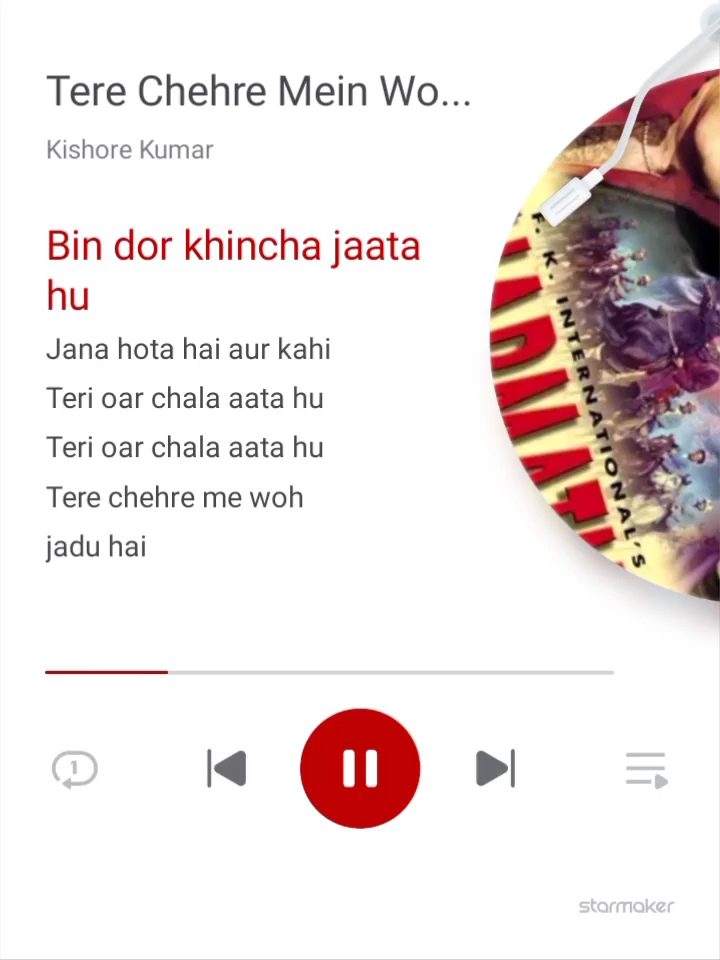 Tere Chehre Mein Wo...
Kishore Kumar
Bin dor khincha jaata
hu
Jana hota hai aur kahi
Teri oar chala aata hu
Teri oar chala aata hu
Tere chehre me woh
jadu hai
F. K. INTERNATIONAL'S
1
starmaker